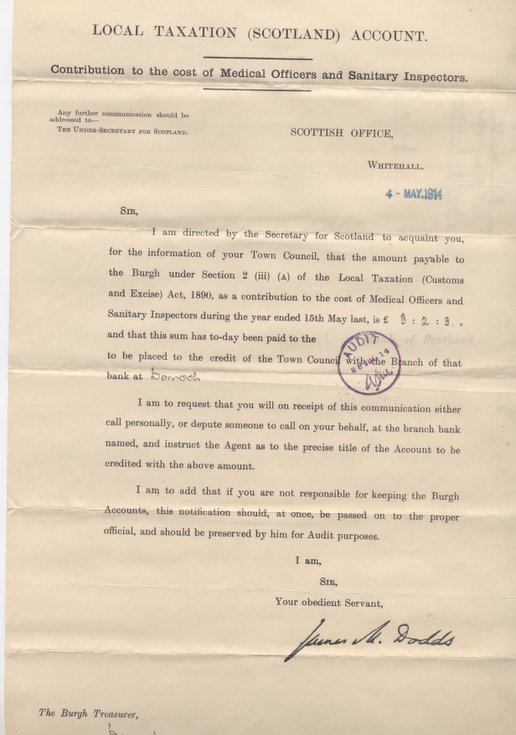 LOCAL TAXATION (SCOTLAND) ACCOUNT.
Contribution to the cost of Medical Officers and Sanitary Inspectors.
Any further communication should be
addressed to—
THE UNDER-SECRETARY FOR SCOTLAND.
SCOTTISH OFFICE,
WHITEHALL.
4 - MAY.1914
SIR,
I am directed by the Secretary for Scotland to acquaint you,
for the information of your Town Council, that the amount payable to
the Burgh under Section 2 (iii) (A) of the Local Taxation (Customs
and Excise) Act, 1890, as a contribution to the cost of Medical Officers and
Sanitary Inspectors during the year ended 15th May last, is £ 9 : 2 : 9 .,
and that this sum has to-day been paid to the of Scotland
to be placed to the credit of the Town Council with the Branch of that
bank at Dornoch
AUDIT
14
I am to request that you will on receipt of this communication either
call personally, or depute someone to call on your behalf, at the branch bank
named, and instruct the Agent as to the precise title of the Account to be
credited with the above amount.
I am to add that if you are not responsible for keeping the Burgh
Accounts, this notification should, at once, be passed on to the proper
official, and should be preserved by him for Audit purposes.
I am,
SIR,
Your obedient Servant,
James M. Dodds
The Burgh Treasurer,